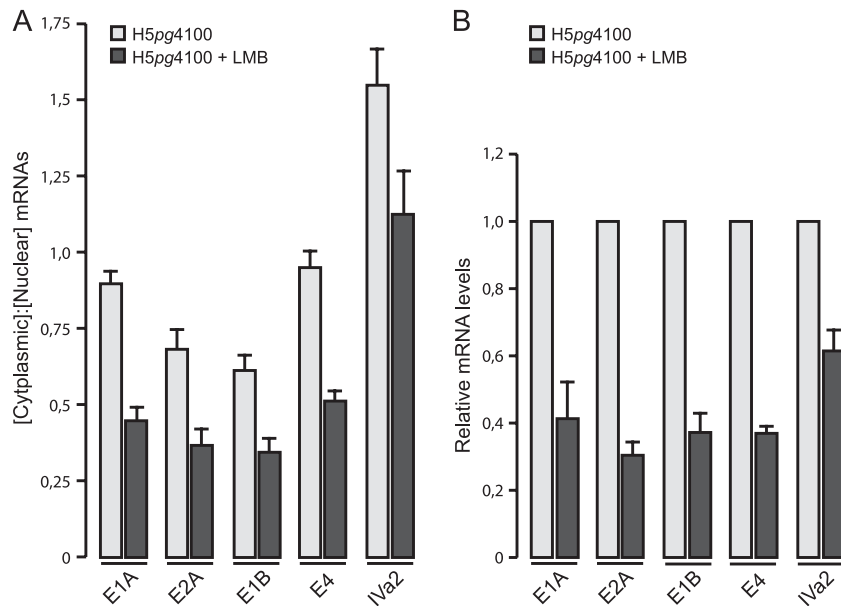 A
H5pg4100
H5pg4100 + LMB
[Cytplasmic]:[Nuclear] mRNAs
1,75
1,5
1,25
1,0
0,75
0,5
0,25
0
E1A
E2A
E1B
E4
IVa2
B
H5pg4100
H5pg4100 + LMB
Relative mRNA levels
1,2
1,0
0,8
0,6
0,4
0,2
0
E1A
E2A
E1B
E4
IVa2